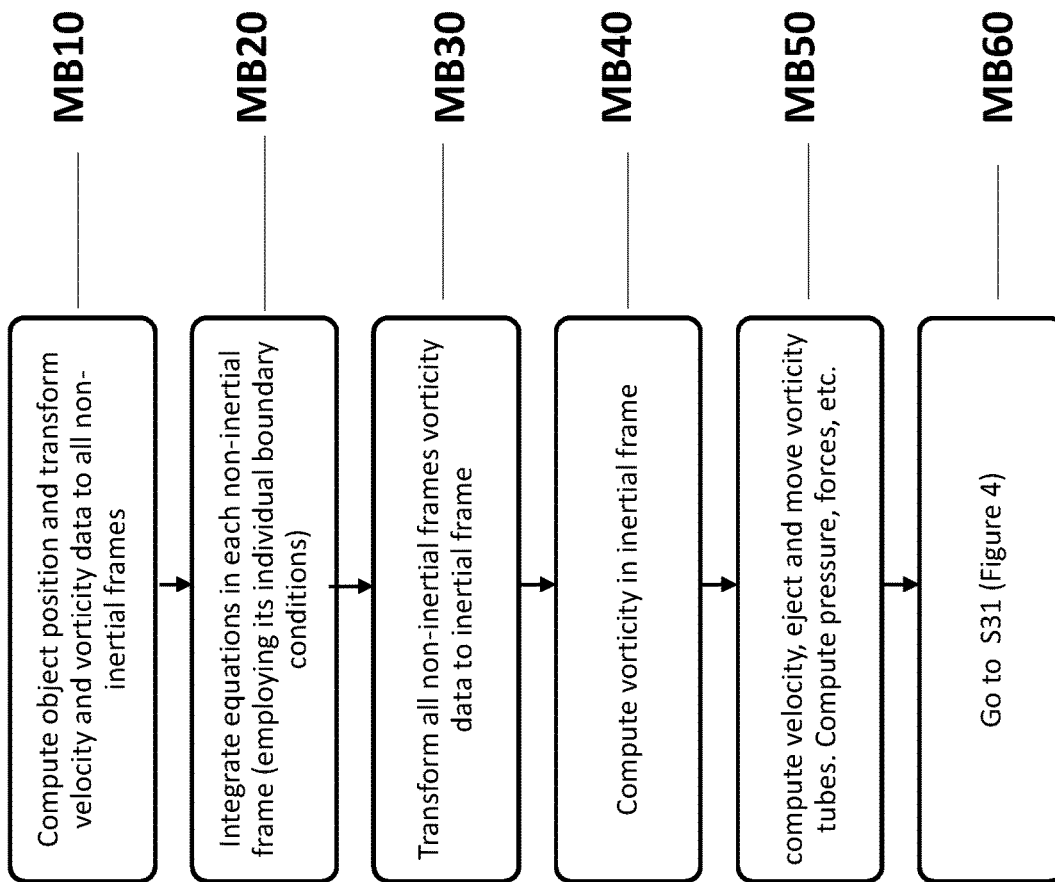 Compute object position and transform
velocity and vorticity data to all non-
inertial frames
MB10
Integrate equations in each non-inertial
frame (employing its individual boundary
conditions)
MB20
Transform all non-inertial frames vorticity
data to inertial frame
MB30
Compute vorticity in inertial frame
MB40
compute velocity, eject and move vorticity
tubes. Compute pressure, forces, etc.
MB50
Go to S31 (Figure 4)
MB60